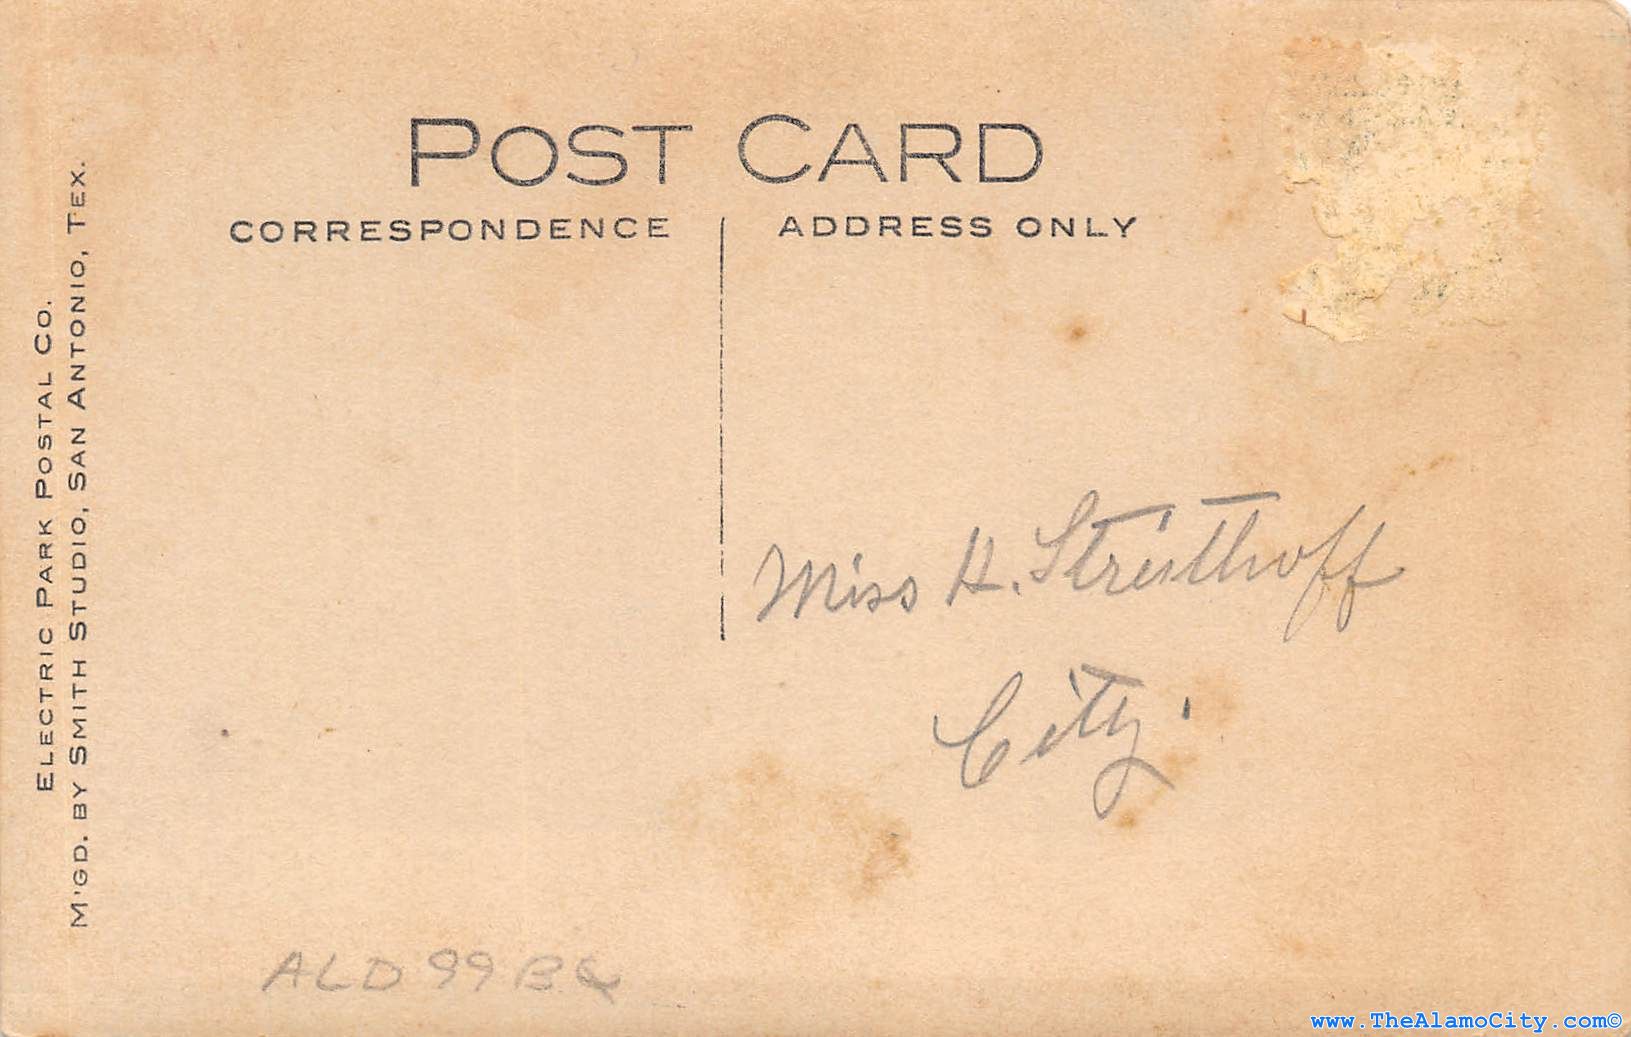 POST CARD
CORRESPONDENCE
ADDRESS ONLY
ELECTRIC PARK POSTAL CO.
M'GD. BY SMITH STUDIO, SAN ANTONIO, TEX.
Miss H. Streithoff
City.
ALD 99 B
www.TheAlamoCity.com©